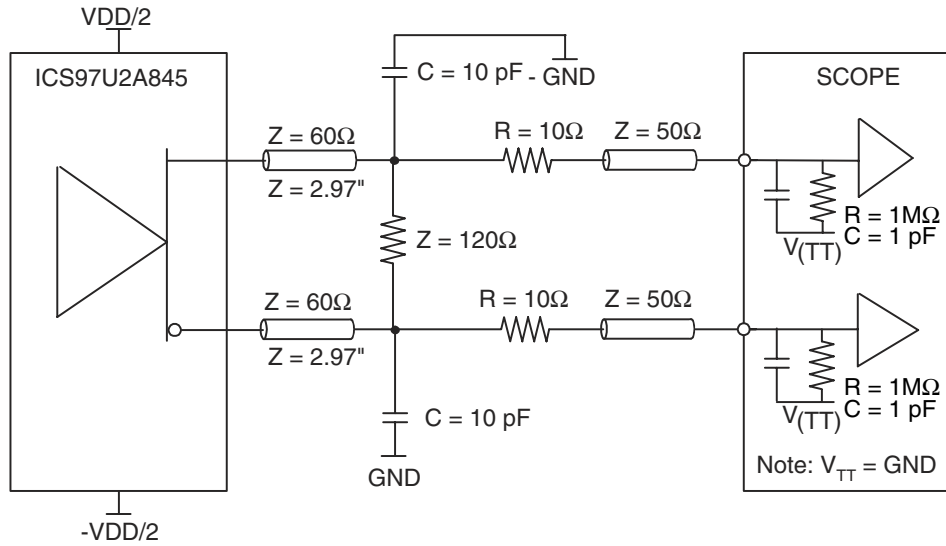 VDD/2
ICS97U2A845
SCOPE
C = 10 pF
- GND
Z = 60Ω
R = 10Ω
Z = 50Ω
Z = 2.97"
R = 1MΩ
C = 1 pF
V(TT)
Z = 120Ω
Z = 60Ω
R = 10Ω
Z = 50Ω
Z = 2.97"
R = 1MΩ
C = 1 pF
V(TT)
C = 10 pF
GND
Note: VTT = GND
-VDD/2